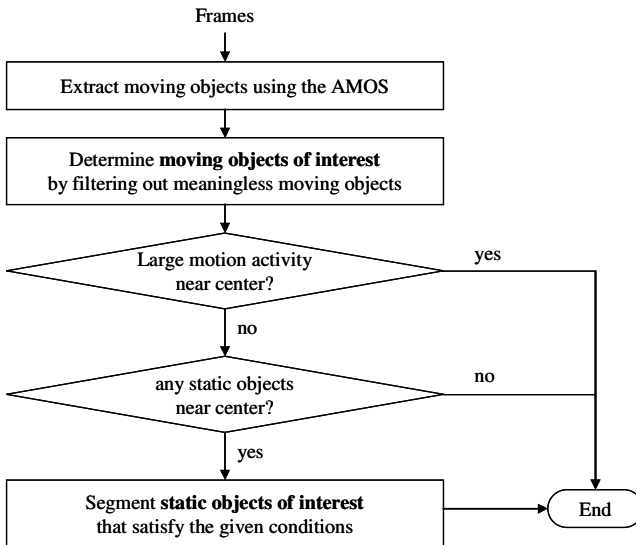 Frames
Extract moving objects using the AMOS
Determine moving objects of interest
by filtering out meaningless moving objects
Large motion activity
near center?
yes
no
any static objects
near center?
no
yes
Segment static objects of interest
that satisfy the given conditions
End